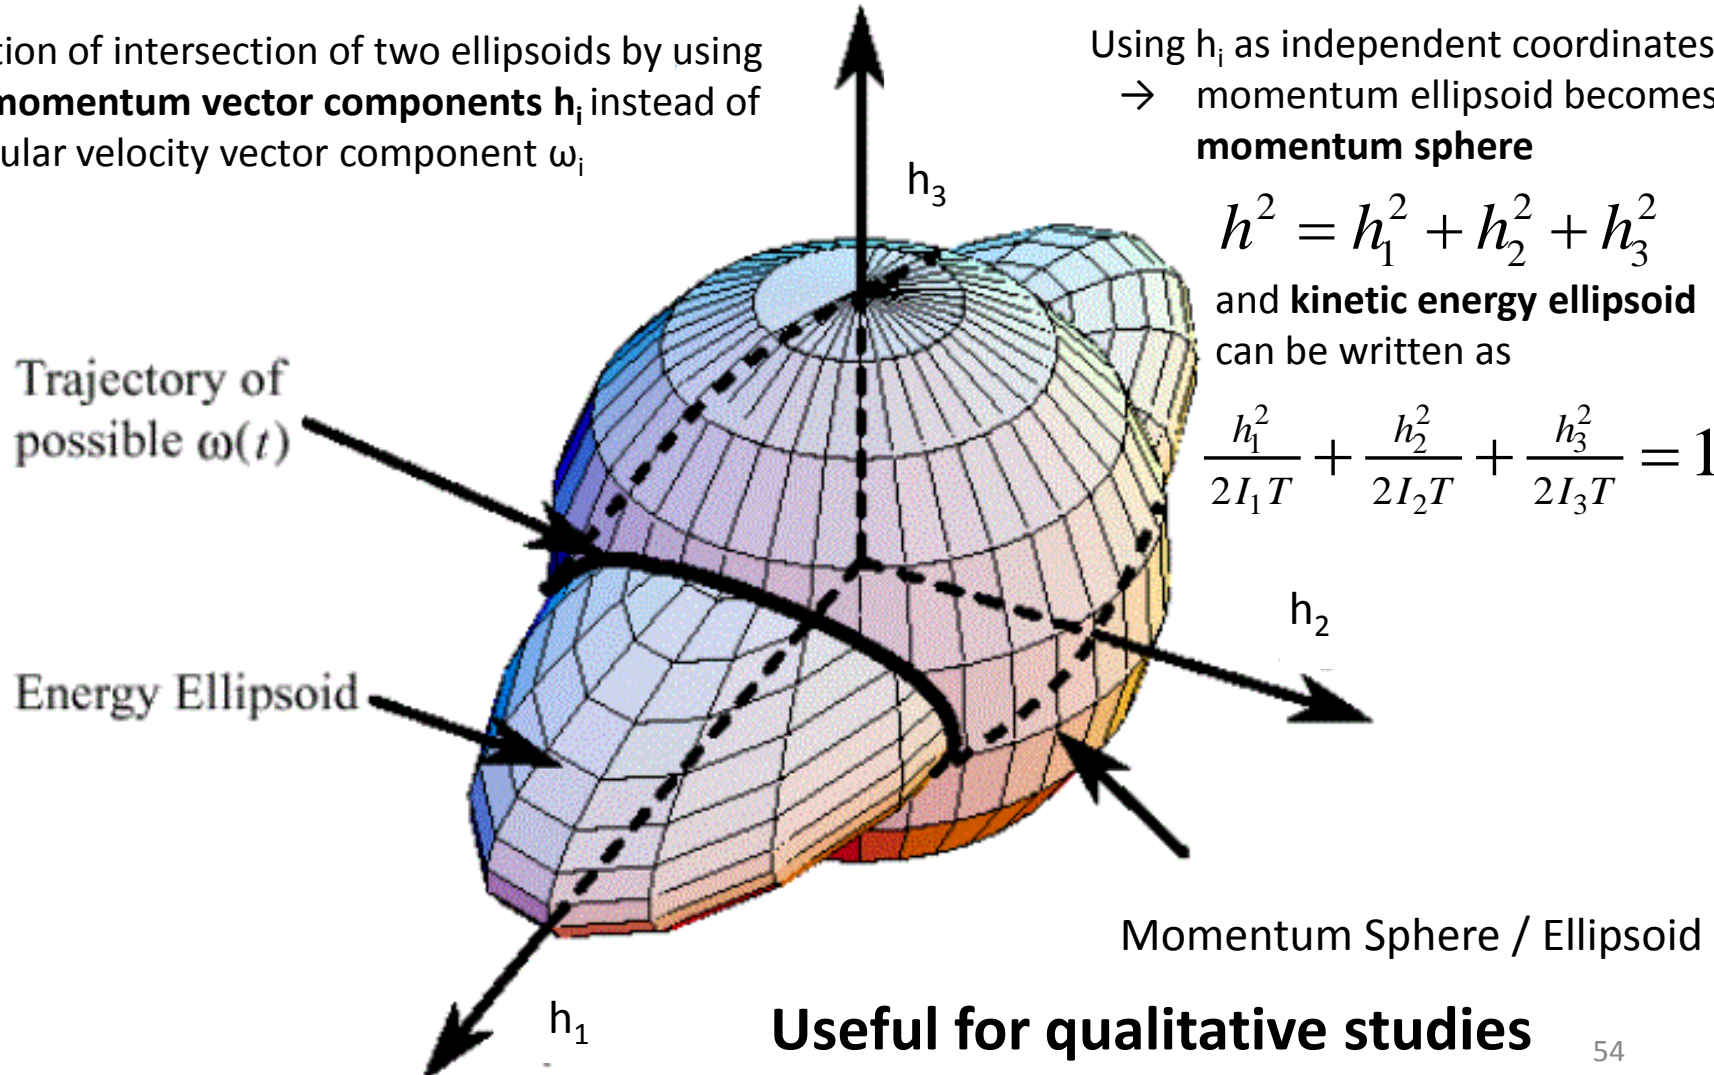 tion of intersection of two ellipsoids by using
momentum vector components hᵢ instead of
ular velocity vector component ωᵢ
Using hᵢ as independent coordinates
→ momentum ellipsoid becomes
momentum sphere
h² = h₁² + h₂² + h₃²
and kinetic energy ellipsoid
can be written as
h₁²/2I₁T + h₂²/2I₂T + h₃²/2I₃T = 1
h₃
Trajectory of
possible ω(t)
h₂
Energy Ellipsoid
Momentum Sphere / Ellipsoid
h₁
Useful for qualitative studies
54